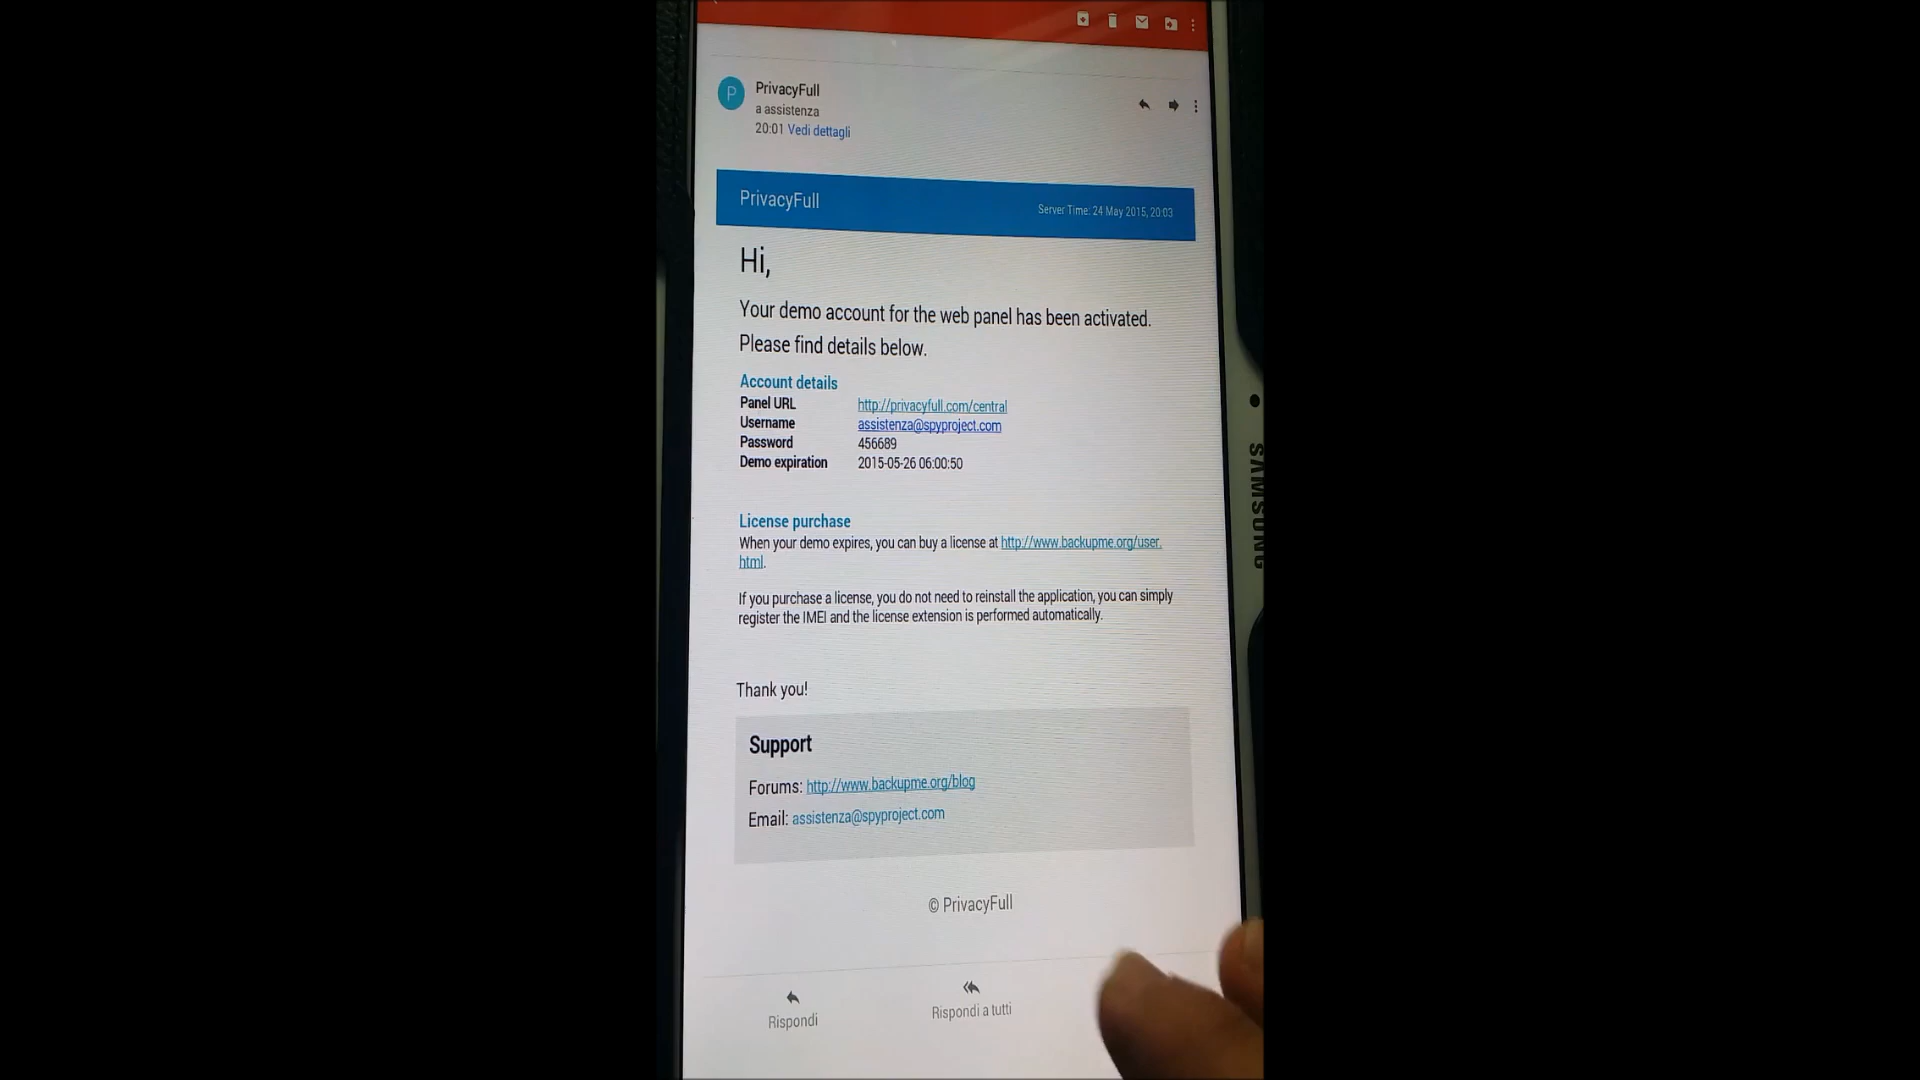 P
PrivacyFull
a assistenza
20:01 Vedi dettagli
PrivacyFull
Server Time: 24 May 2015, 20:03
Hi,
Your demo account for the web panel has been activated.
Please find details below.
Account details
Panel URL http://privacyfull.com/central
Username assistenza@spyproject.com
Password 456689
Demo expiration 2015-05-26 06:00:50
License purchase
When your demo expires, you can buy a license at http://www.backupme.org/user.
html.
If you purchase a license, you do not need to reinstall the application, you can simply
register the IMEI and the license extension is performed automatically.
Thank you!
Support
Forums: http://www.backupme.org/blog
Email: assistenza@spyproject.com
© PrivacyFull
Rispondi
Rispondi a tutti
SAMSUNG